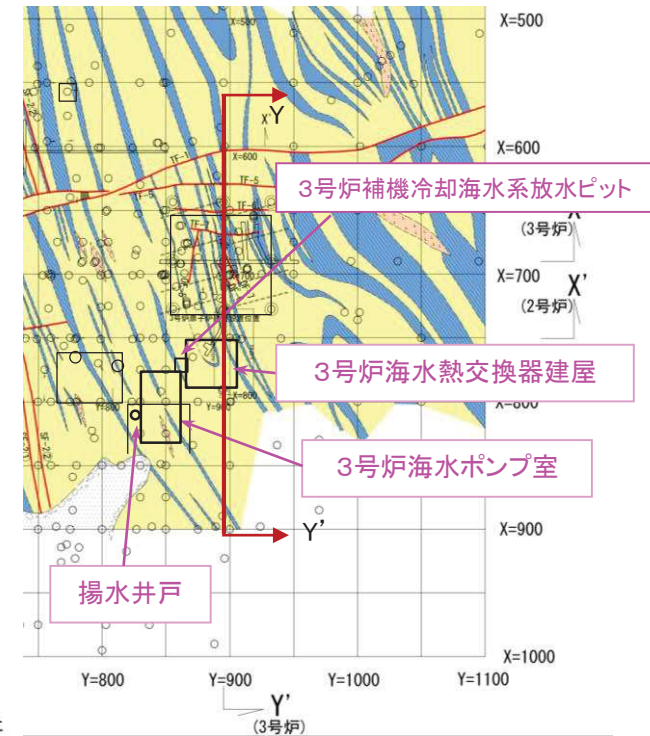 X=500
X=500
Y
X'
X=600
TF-1
X=600
TF-5
TF-5
3号炉補機冷却海水系放水ピット
(3号炉)
X=700
X'
(2号炉)
3号炉海水熱交換器建屋
X=800
Y=800
3号炉海水ポンプ室
X=900
Y'
揚水井戸
X=1000
Y=800
Y=900
Y=1000
Y=1100
Y'
(3号炉)